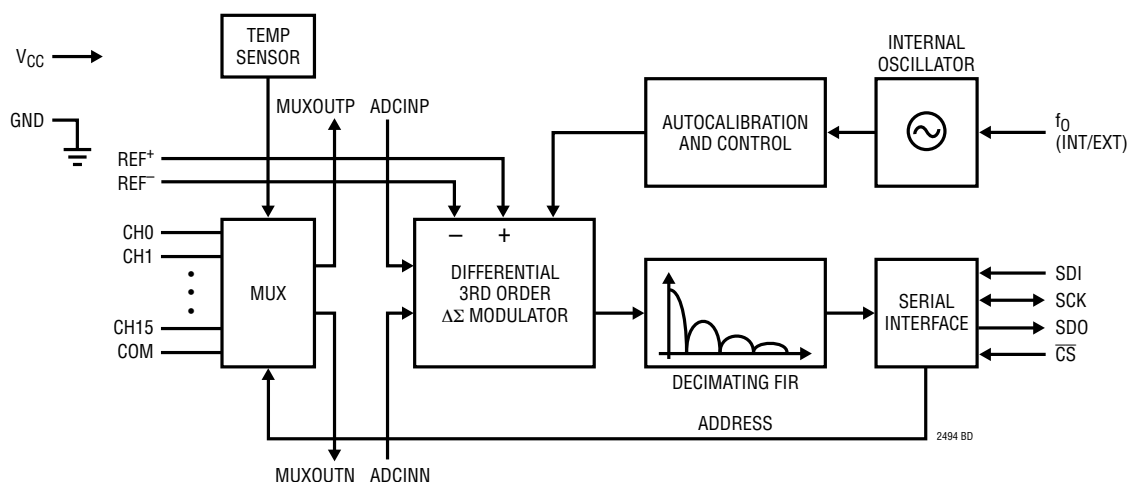 TEMP
SENSOR
INTERNAL
OSCILLATOR
VCC
MUXOUTP
ADCINP
AUTOCALIBRATION
AND CONTROL
GND
fO
(INT/EXT)
REF+
REF–
CH0
CH1
CH15
COM
MUX
– +
DIFFERENTIAL
3RD ORDER
ΔΣ MODULATOR
SERIAL
INTERFACE
SDI
SCK
SDO
C̅S̅
DECIMATING FIR
ADDRESS
2494 BD
MUXOUTN
ADCINN